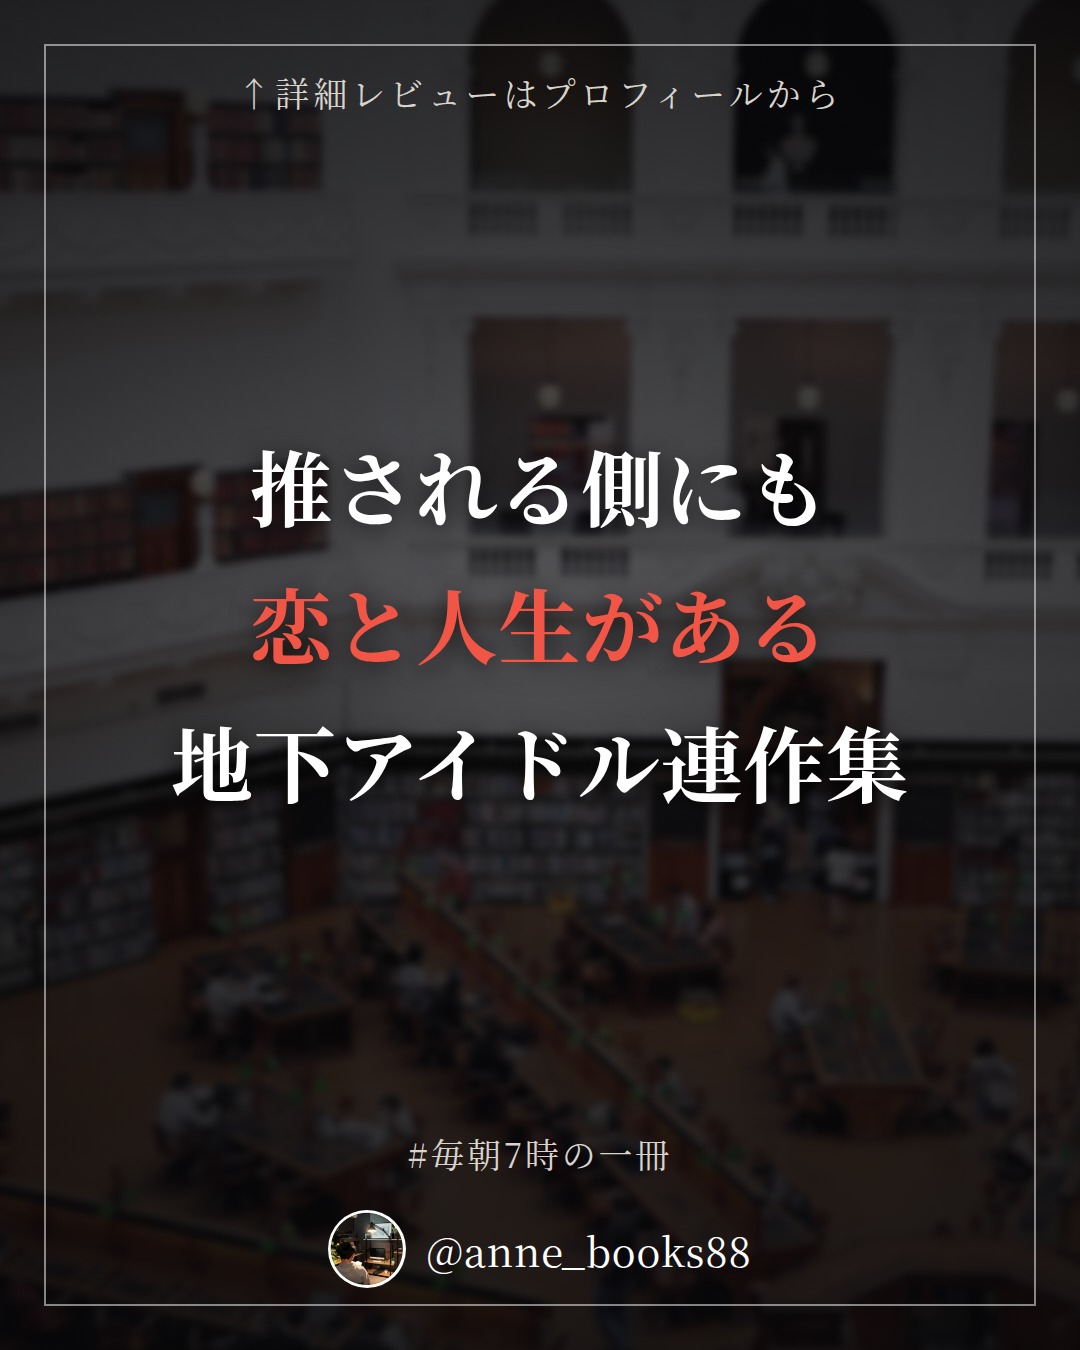 ↑詳細レビューはプロフィールから
推される側にも
恋と人生がある
地下アイドル連作集
#毎朝7時の一冊
@anne_books88